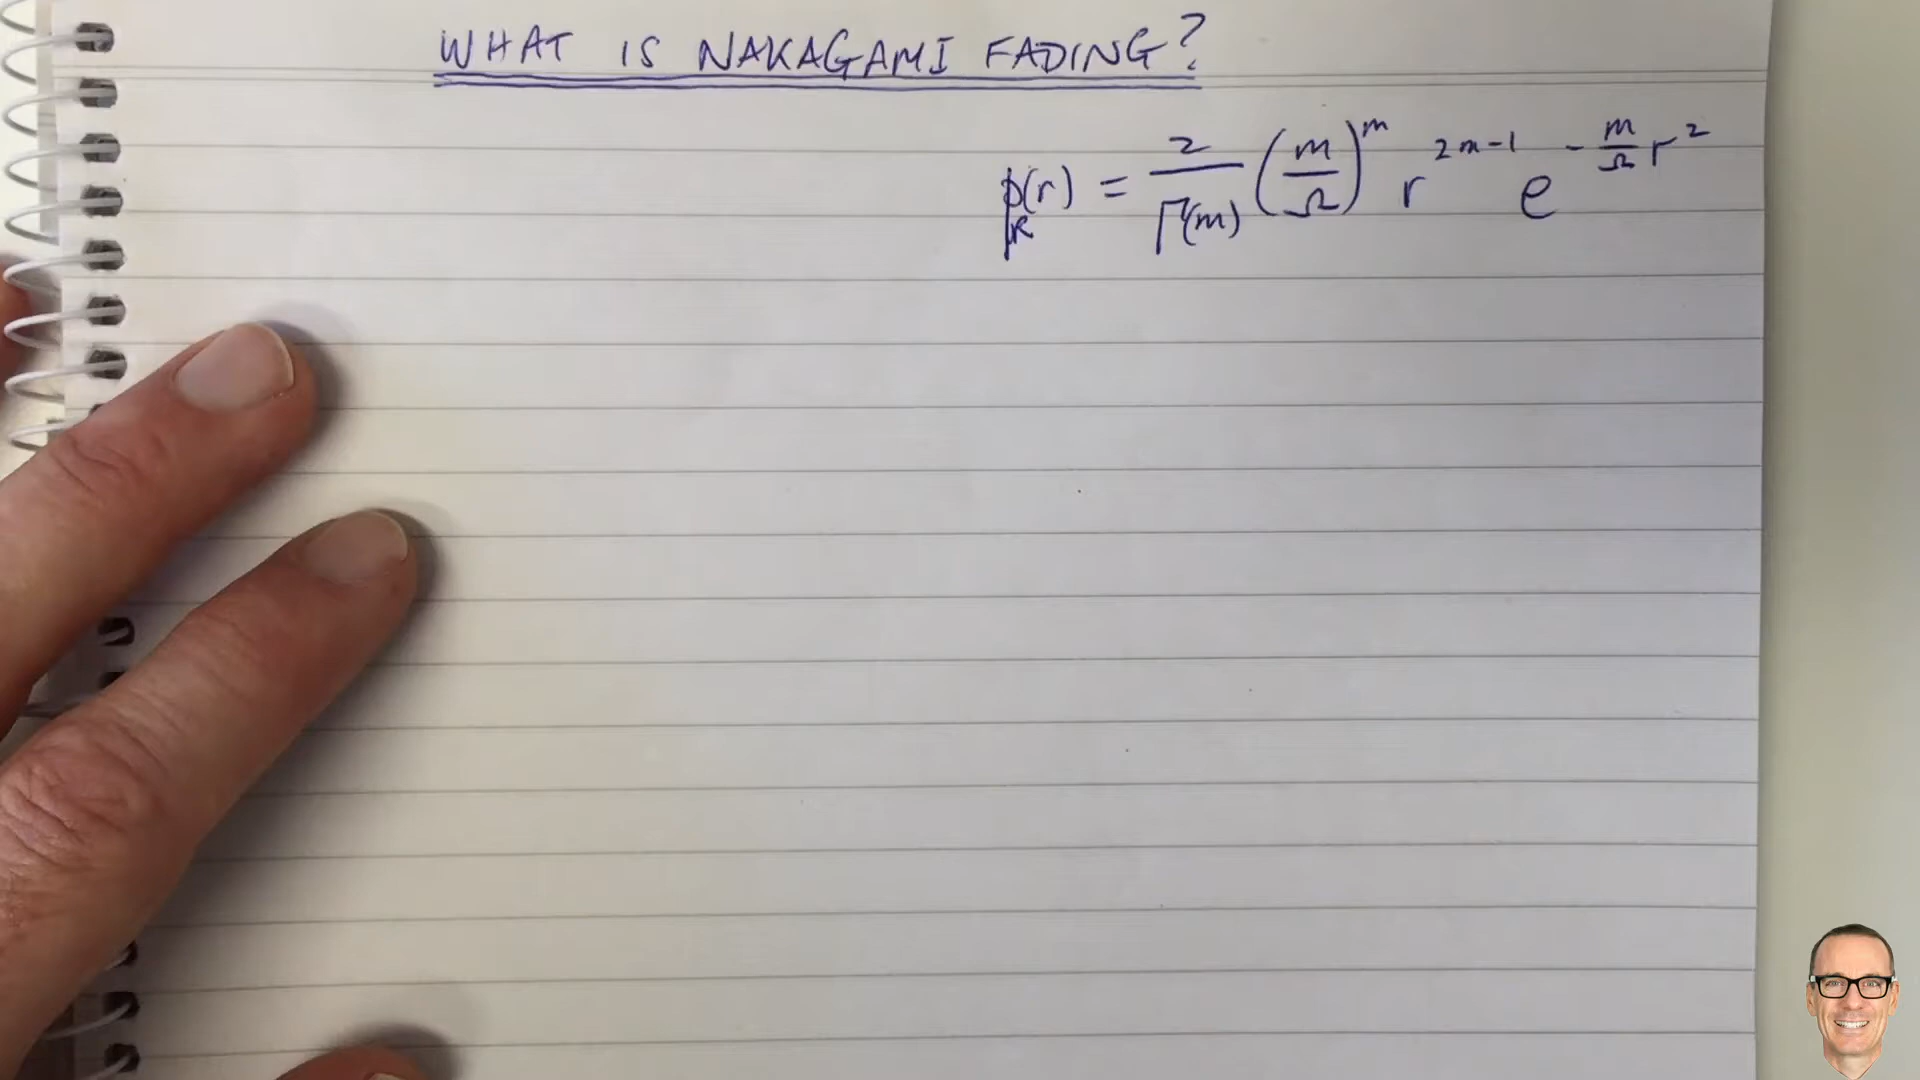 WHAT IS NAKAGAMI FADING?
p_R(r) = 2/Γ(m) (m/Ω)^m r^{2m-1} e^{-m/Ω r^2}